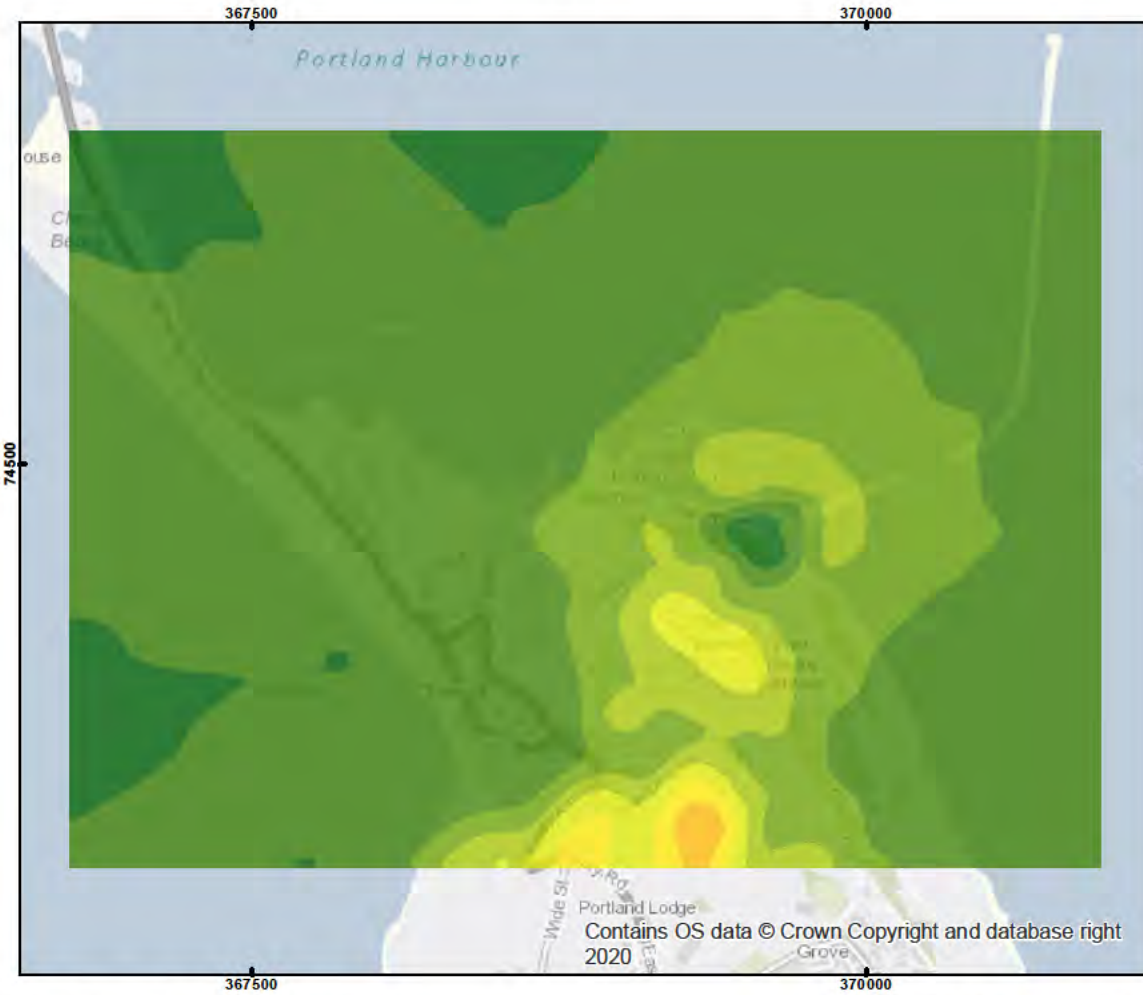 367500 370000
Portland Harbour
ouse
74500
Wide St
Rd
Portland Lodge
Contains OS data © Crown Copyright and database right
2020
Grove
367500 370000